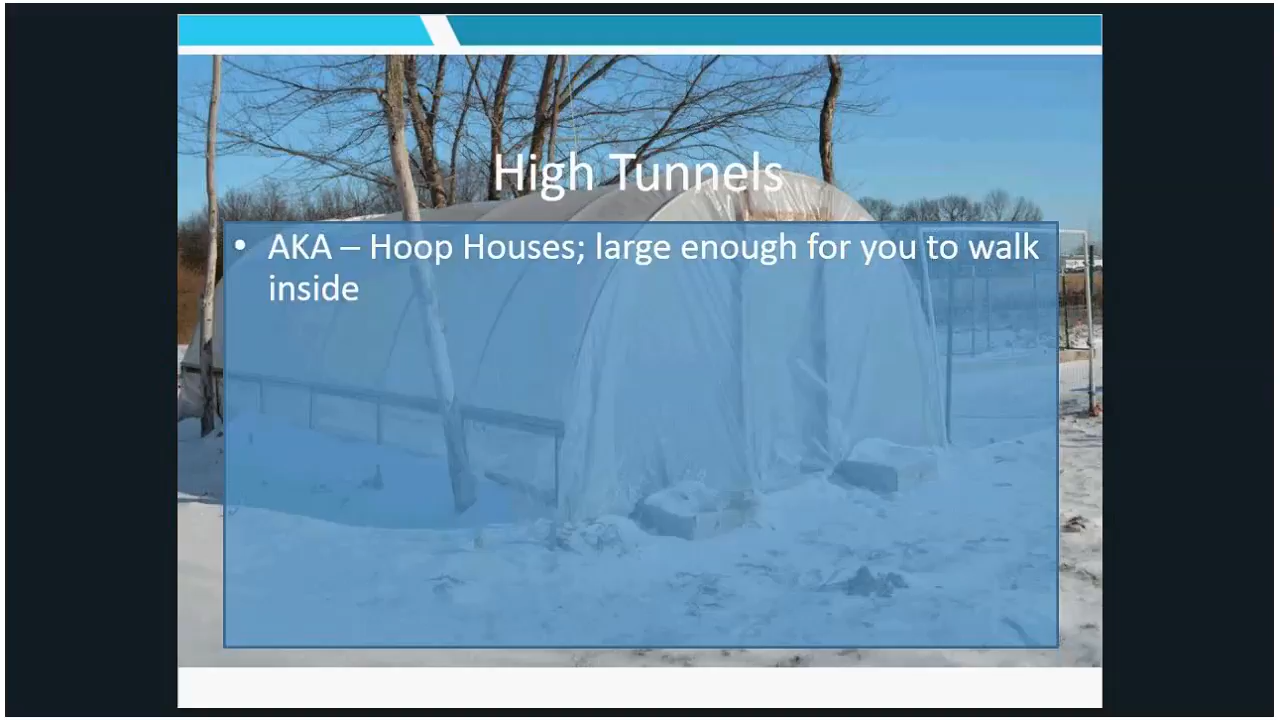 High Tunnels
• AKA – Hoop Houses; large enough for you to walk
inside